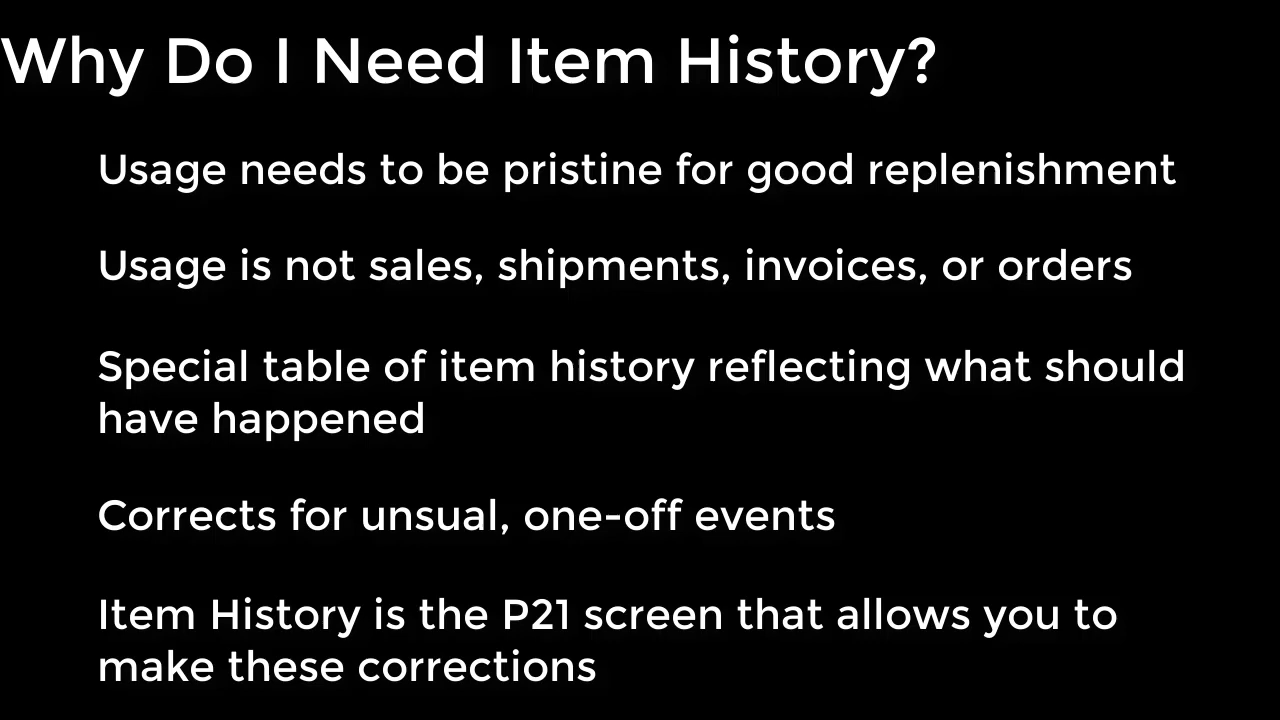 Why Do I Need Item History?
Usage needs to be pristine for good replenishment
Usage is not sales, shipments, invoices, or orders
Special table of item history reflecting what should
have happened
Corrects for unsual, one-off events
Item History is the P21 screen that allows you to
make these corrections